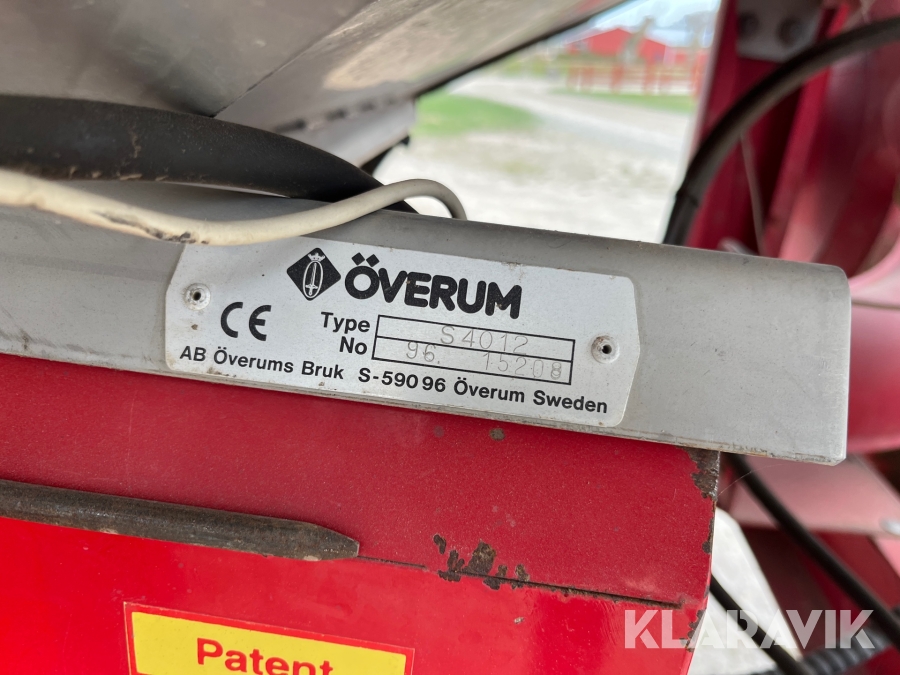 ÖVERUM
CE
Type S4012
No 96. 15208
AB Överums Bruk S-590 96 Överum Sweden
Patent
KLARAVIK